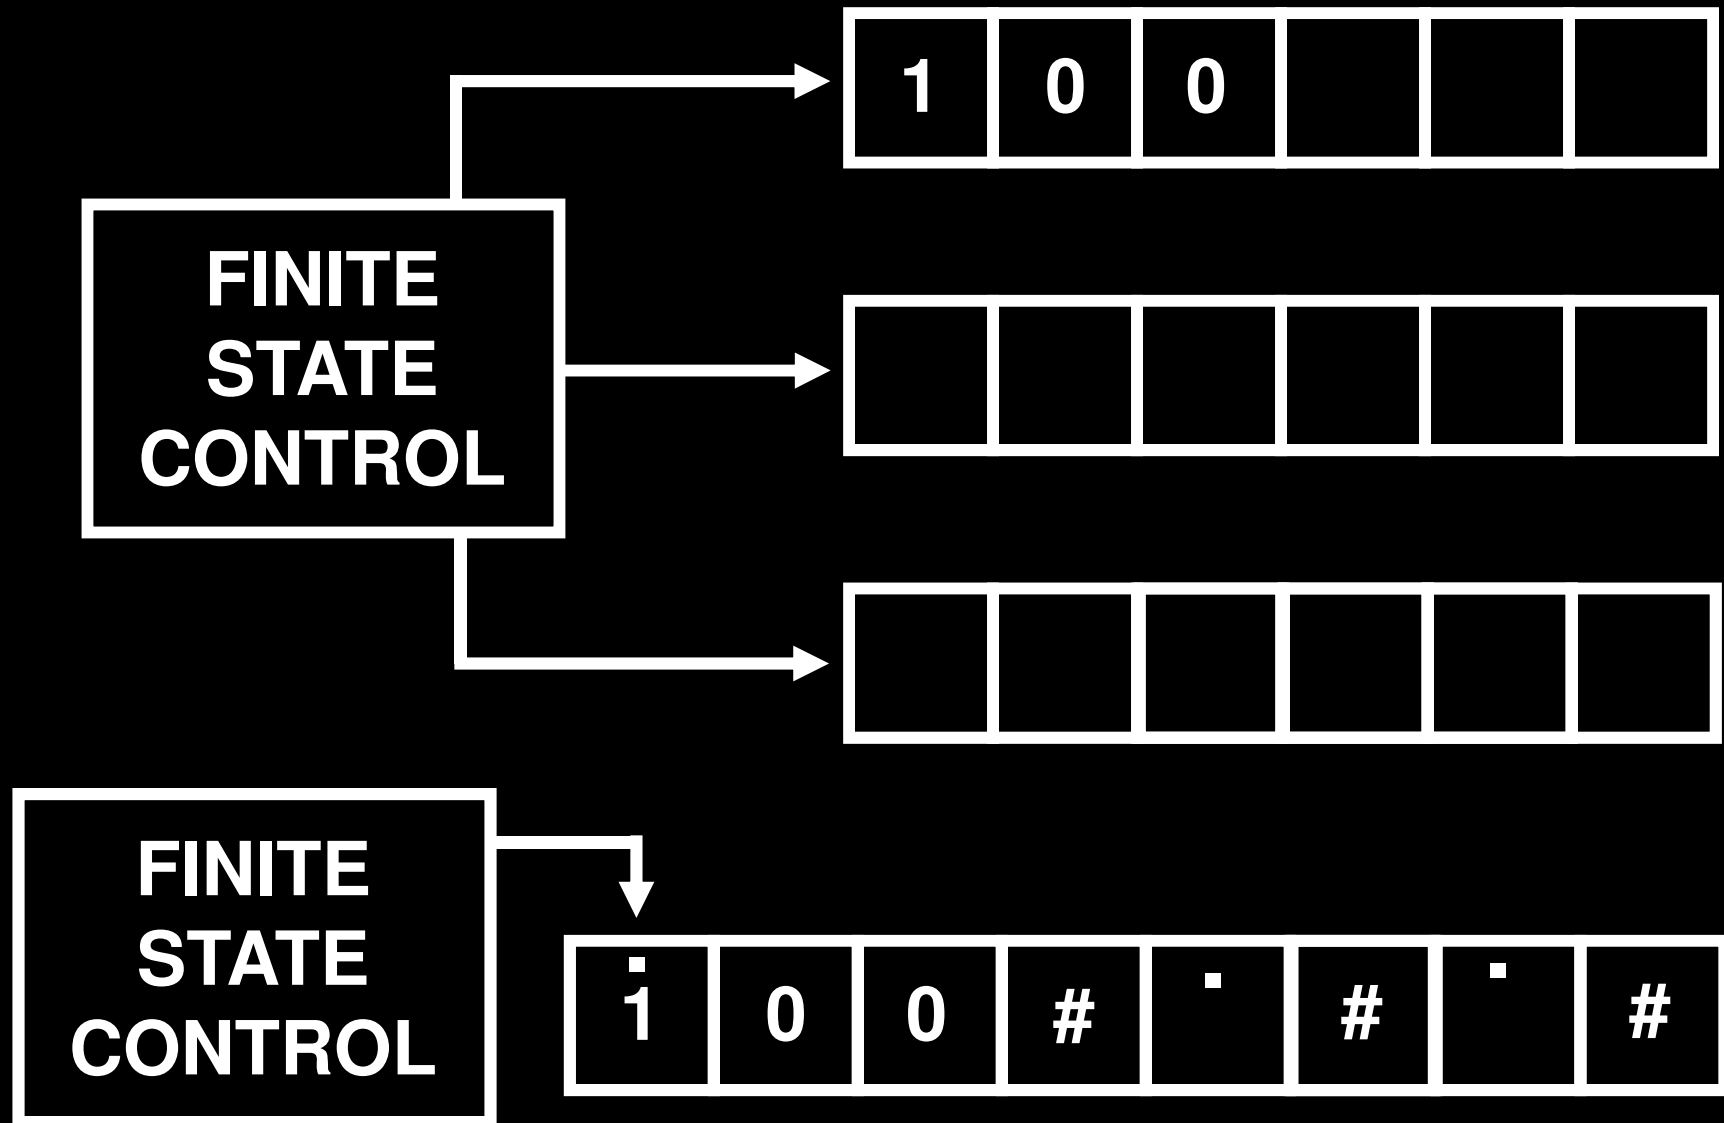 1 0 0
FINITE
STATE
CONTROL
FINITE
STATE
CONTROL
1 0 0 # # #